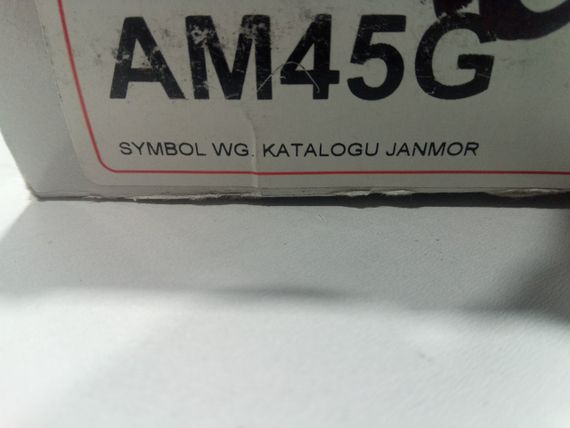 AM45G
SYMBOL WG. KATALOGU JANMOR